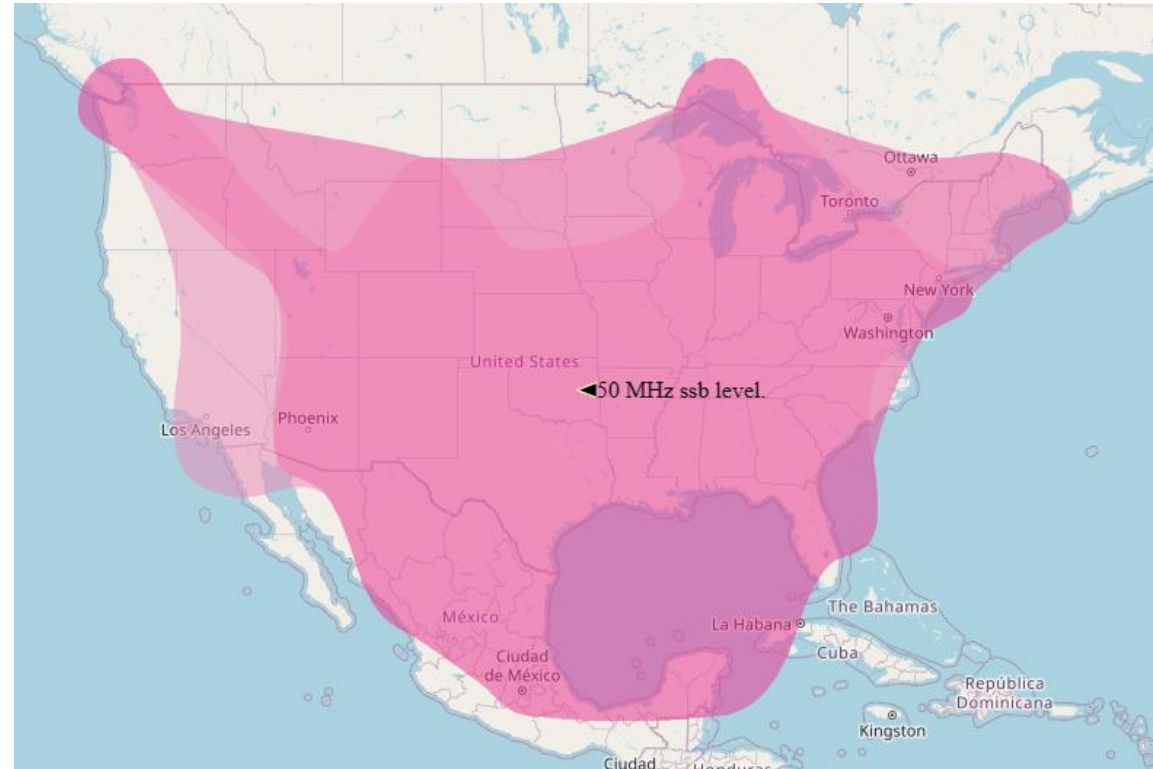 Ottawa
Toronto
New York
Washington
United States
◄50 MHz ssb level.
Phoenix
Los Angeles
The Bahamas
México
La Habana
Cuba
Ciudad
de México
República
Dominicana
Kingston
Ciudad
Honduras